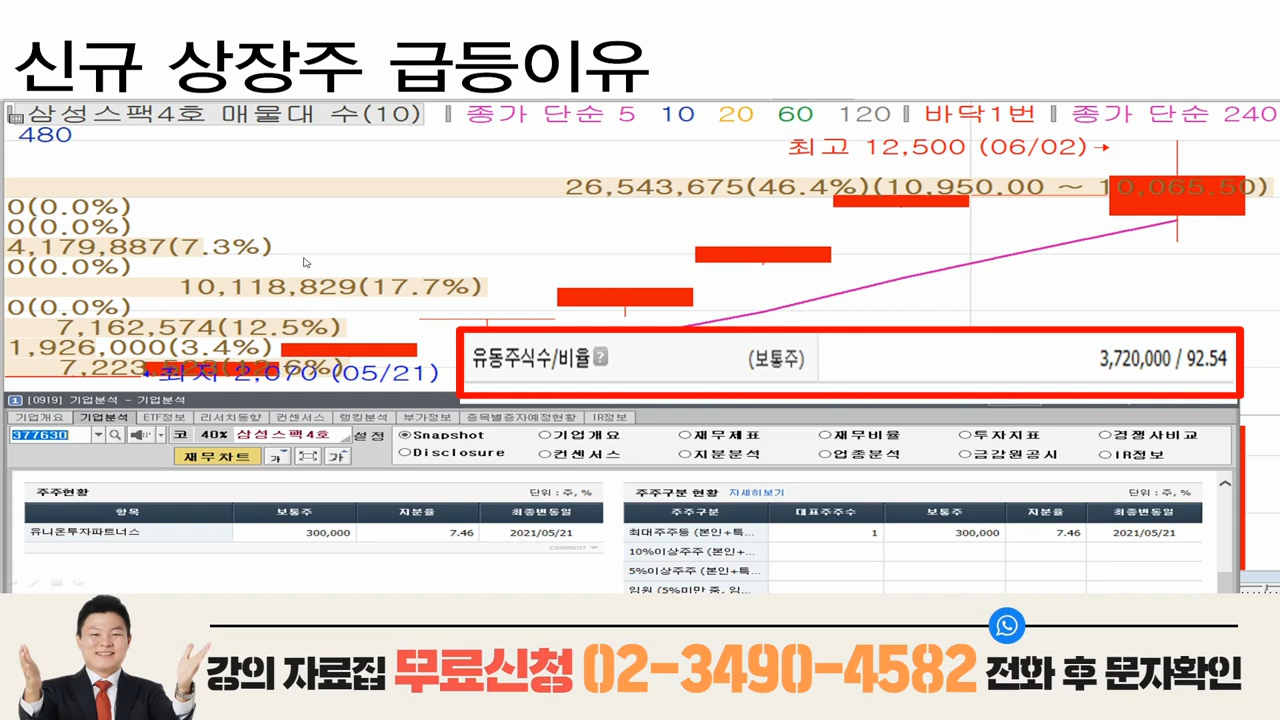 신규 상장주 급등이유
삼성스팩4호 매물대 수(10) 종가 단순 5 10 20 60 120 바닥1번 종가 단순 240
480
최고 12,500 (06/02)→
26,543,675(46.4%)(10,950.00 ~ 10,065.50)
0(0.0%)
0(0.0%)
4,179,887(7.3%)
0(0.0%)
10,118,829(17.7%)
0(0.0%)
7,162,574(12.5%)
1,926,000(3.4%)
←최저 2,070 (05/21)
유동주식수/비율 ? (보통주) 3,720,000 / 92.54
1 [0919] 기업분석 - 기업분석
기업개요 기업분석 ETF정보 리서치동향 컨센서스 랭킹분석 부가정보 종목별증자예정현황 IR정보
377630 코 40% 삼성스팩4호 설정
Snapshot 기업개요 재무제표 재무비율 투자지표 경쟁사비교
Disclosure 컨센서스 지분분석 업종분석 금감원공시 IR정보
재무차트 가 가
주주현황 단위 : 주, %
항목 보통주 지분율 최종변동일
유니온투자파트너스 300,000 7.46 2021/05/21
COMMENT
주주구분 현황 자세히보기 단위 : 주, %
주주구분 대표주주수 보통주 지분율 최종변동일
최대주주등 (본인+특... 1 300,000 7.46 2021/05/21
10%이상주주 (본인+...
5%이상주주 (본인+특...
임원 (5%미만 중, 임...
강의 자료집 무료신청 02-3490-4582 전화 후 문자확인